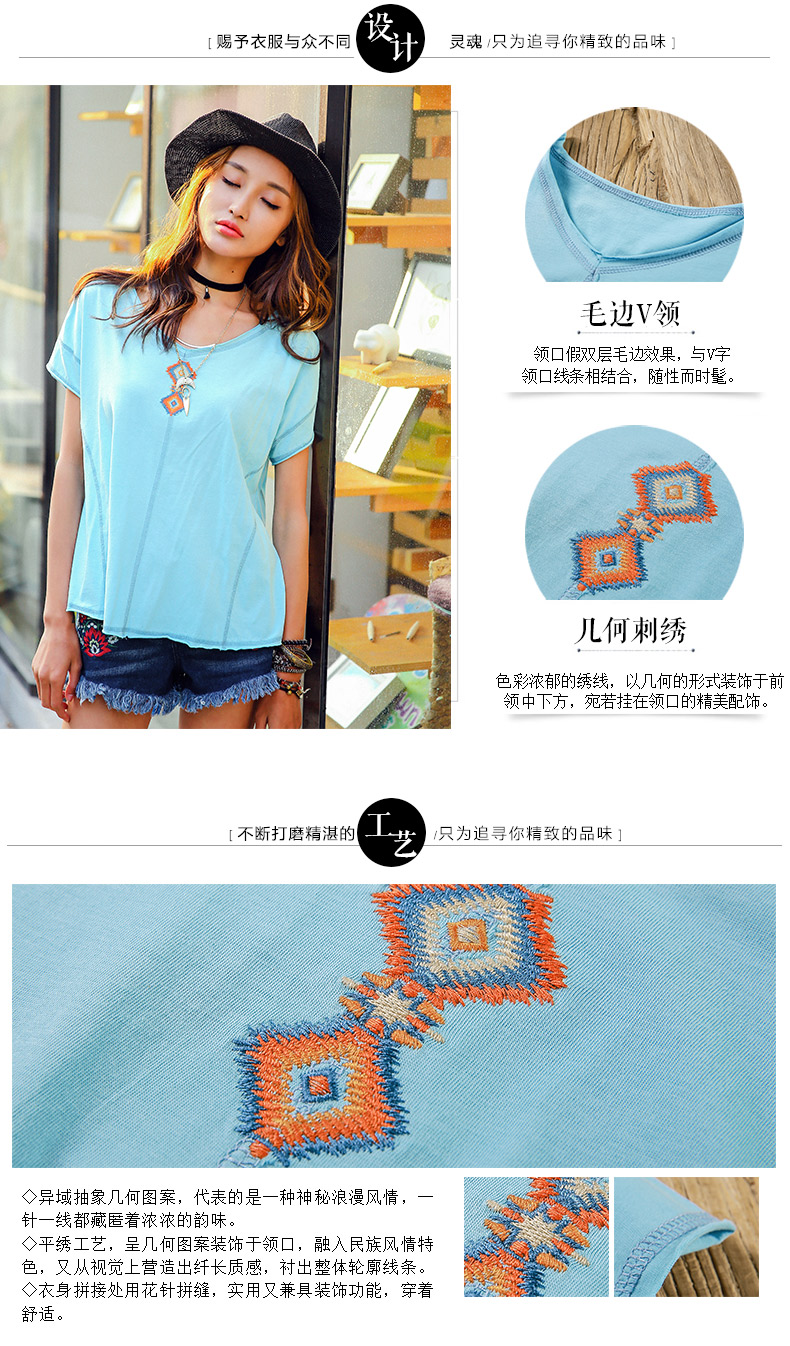 [ 赐予衣服与众不同 设计 灵魂 /只为追寻你精致的品味 ]
毛边V领
领口假双层毛边效果，与V字
领口线条相结合，随性而时髦。
几何刺绣
色彩浓郁的绣线，以几何的形式装饰于前
领中下方，宛若挂在领口的精美配饰。
[ 不断打磨精湛的 工艺 /只为追寻你精致的品味 ]
◇异域抽象几何图案，代表的是一种神秘浪漫风情，一
针一线都藏匿着浓浓的韵味。
◇平绣工艺，呈几何图案装饰于领口，融入民族风情特
色，又从视觉上营造出纤长质感，衬出整体轮廓线条。
◇衣身拼接处用花针拼缝，实用又兼具装饰功能，穿着
舒适。